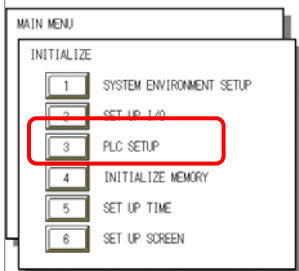 MAIN MENU
INITIALIZE
1 SYSTEM ENVIRONMENT SETUP
2 SET UP I/O
3 PLC SETUP
4 INITIALIZE MEMORY
5 SET UP TIME
6 SET UP SCREEN